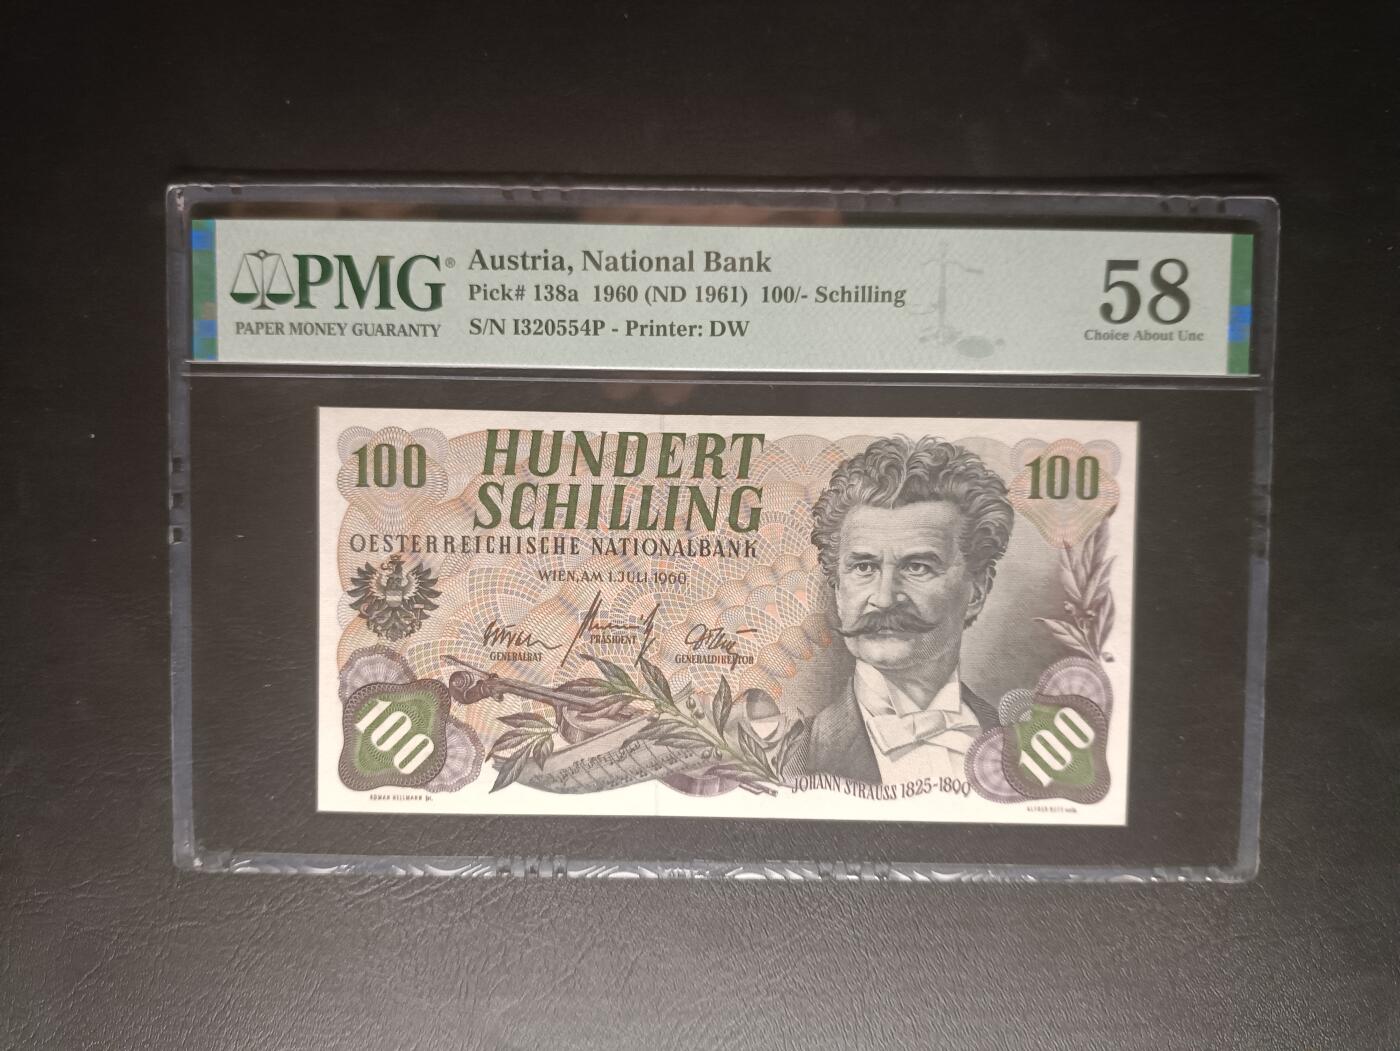 PMG®
PAPER MONEY GUARANTY
Austria, National Bank
Pick# 138a 1960 (ND 1961) 100/- Schilling
S/N I320554P - Printer: DW
58
Choice About Unc
100
HUNDERT
SCHILLING
100
OESTERREICHISCHE NATIONALBANK
WIEN, AM 1. JULI 1960
GENERALRAT
PRÄSIDENT
GENERALDIREKTOR
100
100
JOHANN STRAUSS 1825-1899